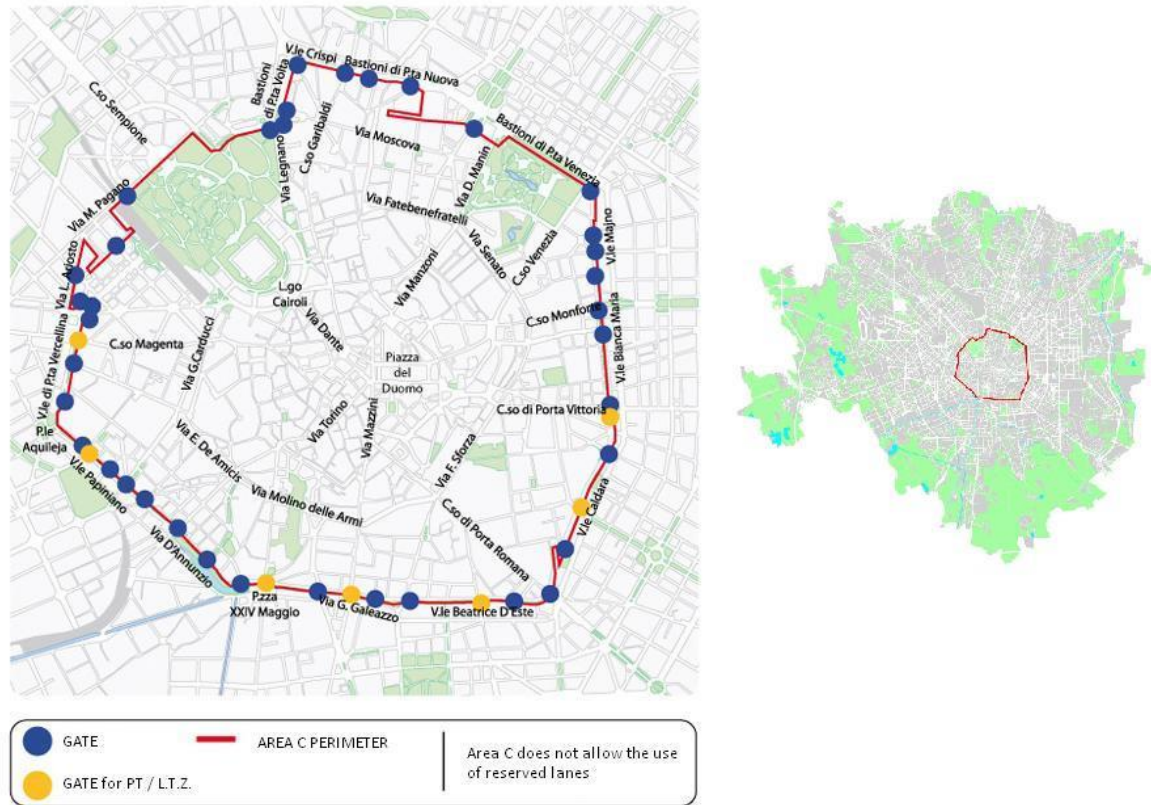 V.le Crispi
Bastioni di P.ta Nuova
Bastioni
di P.ta Volta
C.so Sempione
C.so Garibaldi
Via Legnano
Via Moscova
Bastioni di P.ta Venezia
Via D. Manin
Via M. Pagano
Via Fatebenefratelli
Via Senato
C.so Venezia
V.le Majno
Via L. Ariosto
Via Manzoni
L.go
Cairoli
Via Dante
C.so Monforte
V.le Bianca Maria
V.le di P.ta Vercellina
C.so Magenta
Via G.Carducci
Piazza
del
Duomo
C.so di Porta Vittoria
P.le
Aquileja
Via Torino
Via Mazzini
Via E. De Amicis
Via F. Sforza
V.le Papiniano
Via Molino delle Armi
V.le Caldara
C.so di Porta Romana
Via D'Annunzio
P.zza
XXIV Maggio
Via G. Galeazzo
V.le Beatrice D'Este
GATE
AREA C PERIMETER
Area C does not allow the use
of reserved lanes
GATE for PT / L.T.Z.